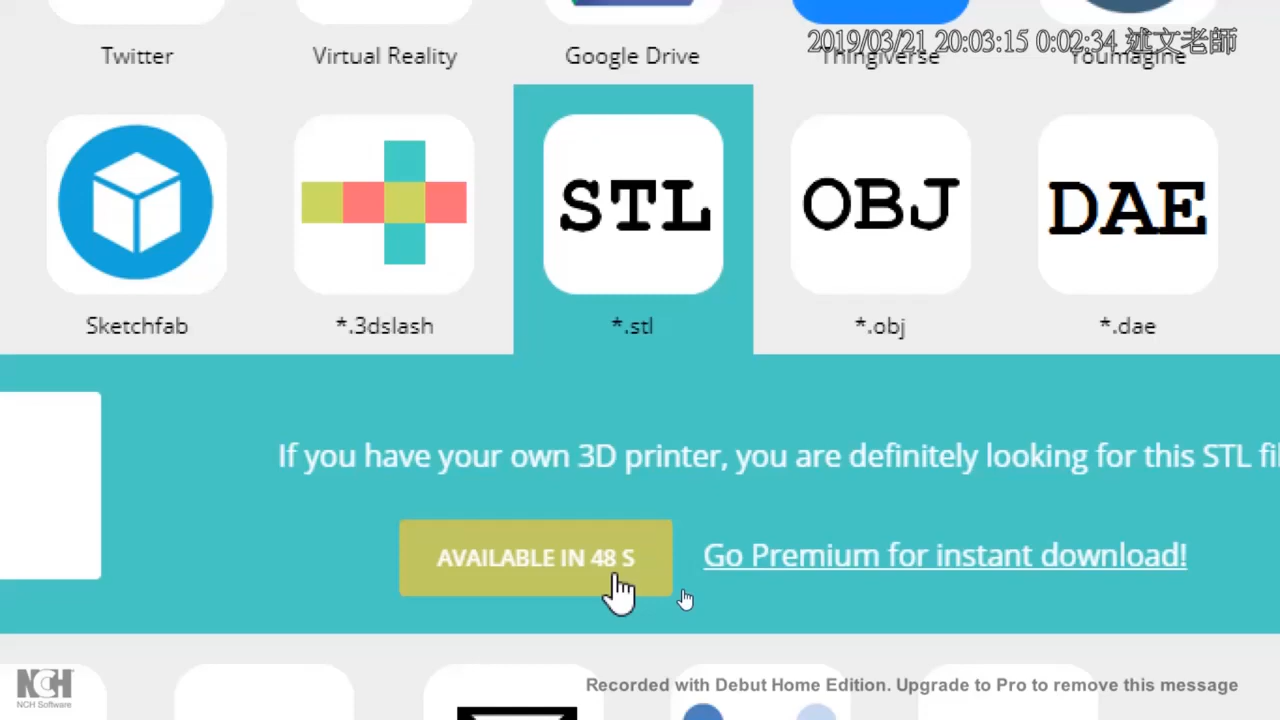 2019/03/21 20:03:15 0:02:34 述文老師
Twitter
Virtual Reality
Google Drive
Thingiverse
Youmagine
STL
OBJ
DAE
Sketchfab
*.3dslash
*.stl
*.obj
*.dae
If you have your own 3D printer, you are definitely looking for this STL fi
AVAILABLE IN 48 S
Go Premium for instant download!
NCH
NCH Software
Recorded with Debut Home Edition. Upgrade to Pro to remove this message